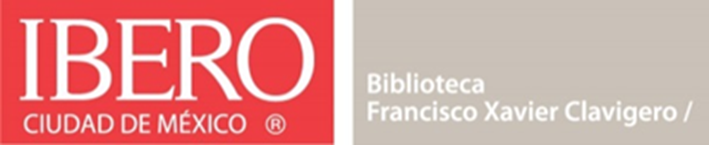 IBERO
CIUDAD DE MÉXICO ®
Biblioteca
Francisco Xavier Clavigero /